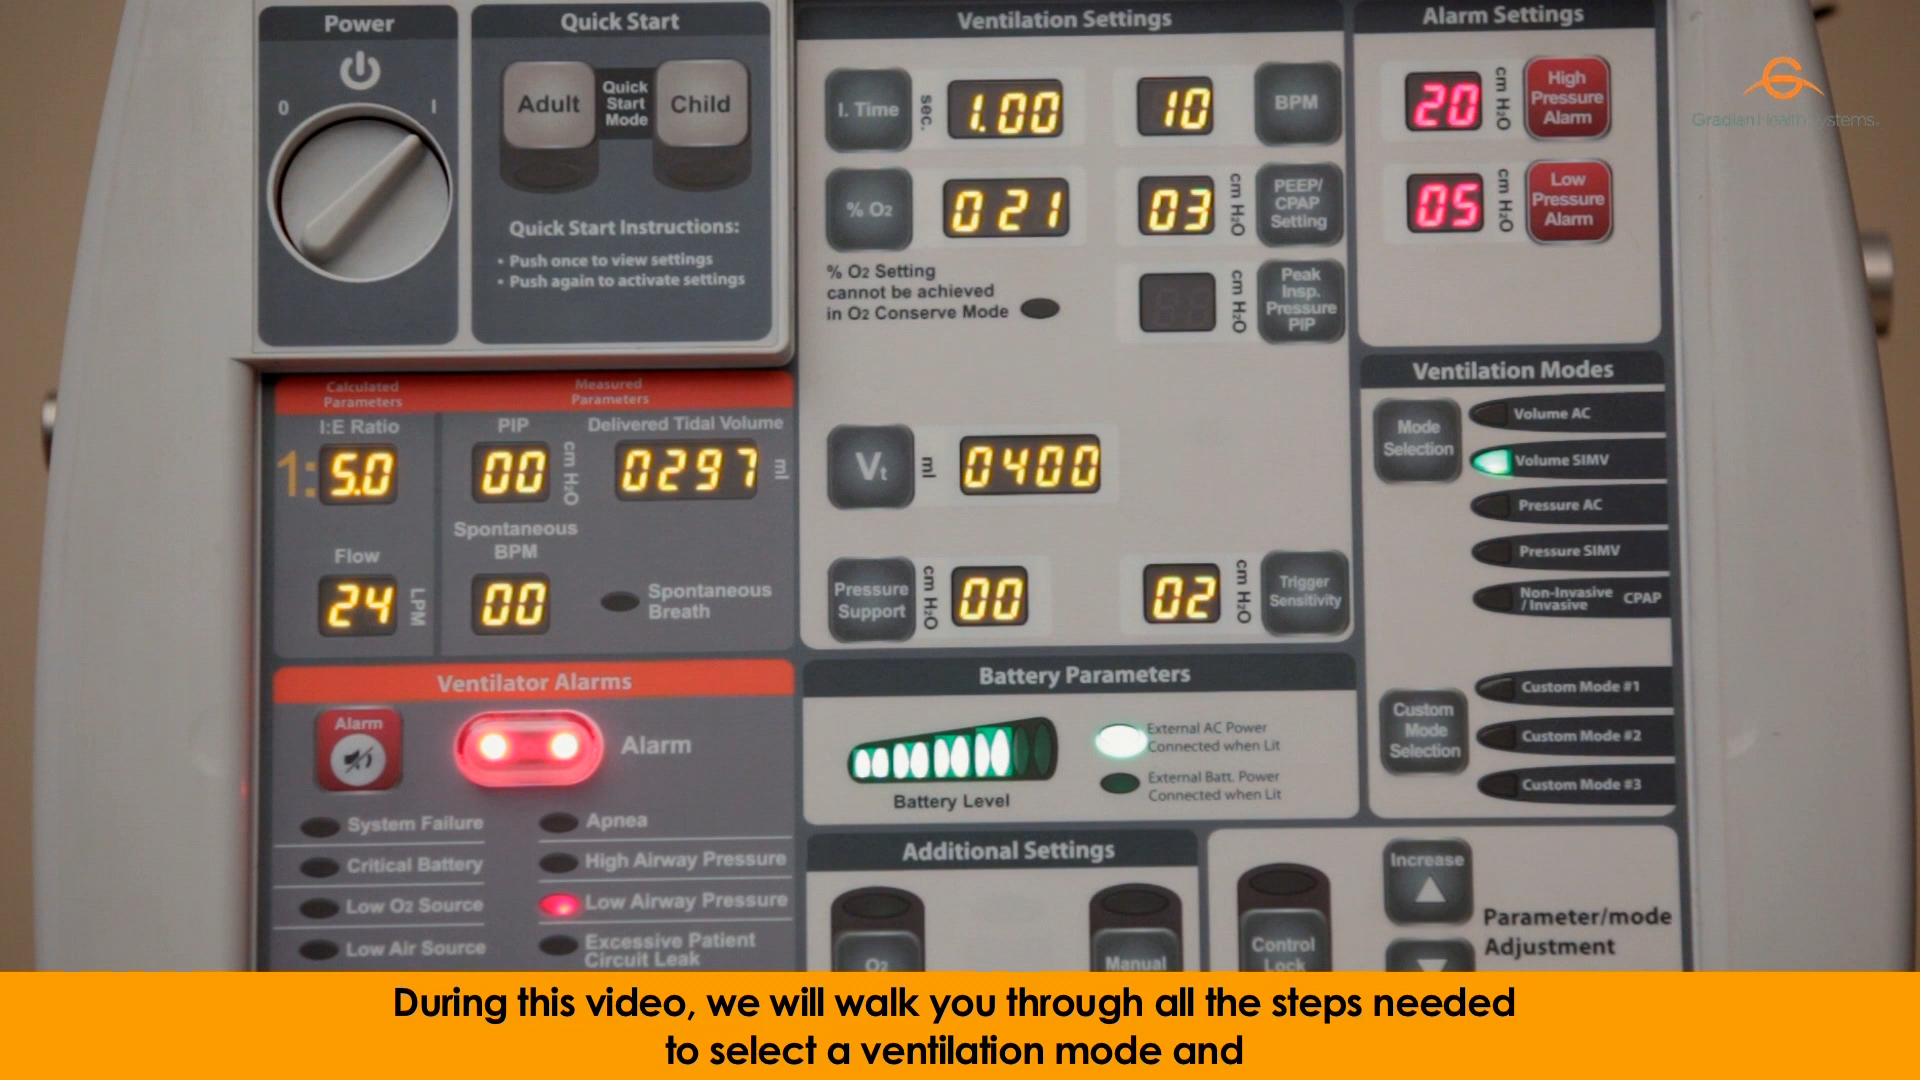 Power
0
I
Quick Start
Adult
Quick
Start
Mode
Child
Quick Start Instructions:
• Push once to view settings
• Push again to activate settings
Ventilation Settings
I. Time
sec.
1.00
10
BPM
% O2
021
03
cm H2O
PEEP/
CPAP
Setting
% O2 Setting
cannot be achieved
in O2 Conserve Mode
cm H2O
Peak
Insp.
Pressure
PIP
Vt
ml
0400
Pressure
Support
cm H2O
00
02
cm H2O
Trigger
Sensitivity
Alarm Settings
20
cm H2O
High
Pressure
Alarm
05
cm H2O
Low
Pressure
Alarm
Gradian Health Systems.
Calculated
Parameters
Measured
Parameters
I:E Ratio
1:
5.0
PIP
00
cm H2O
Delivered Tidal Volume
0297
ml
Flow
24
LPM
Spontaneous
BPM
00
Spontaneous
Breath
Ventilation Modes
Mode
Selection
Volume AC
Volume SIMV
Pressure AC
Pressure SIMV
Non-Invasive
/ Invasive
CPAP
Custom
Mode
Selection
Custom Mode #1
Custom Mode #2
Custom Mode #3
Ventilator Alarms
Alarm
Alarm
System Failure
Critical Battery
Low O2 Source
Low Air Source
Apnea
High Airway Pressure
Low Airway Pressure
Excessive Patient
Circuit Leak
Battery Parameters
Battery Level
External AC Power
Connected when Lit
External Batt. Power
Connected when Lit
Additional Settings
O2
Manual
Control
Lock
Increase
Parameter/mode
Adjustment
During this video, we will walk you through all the steps needed
to select a ventilation mode and